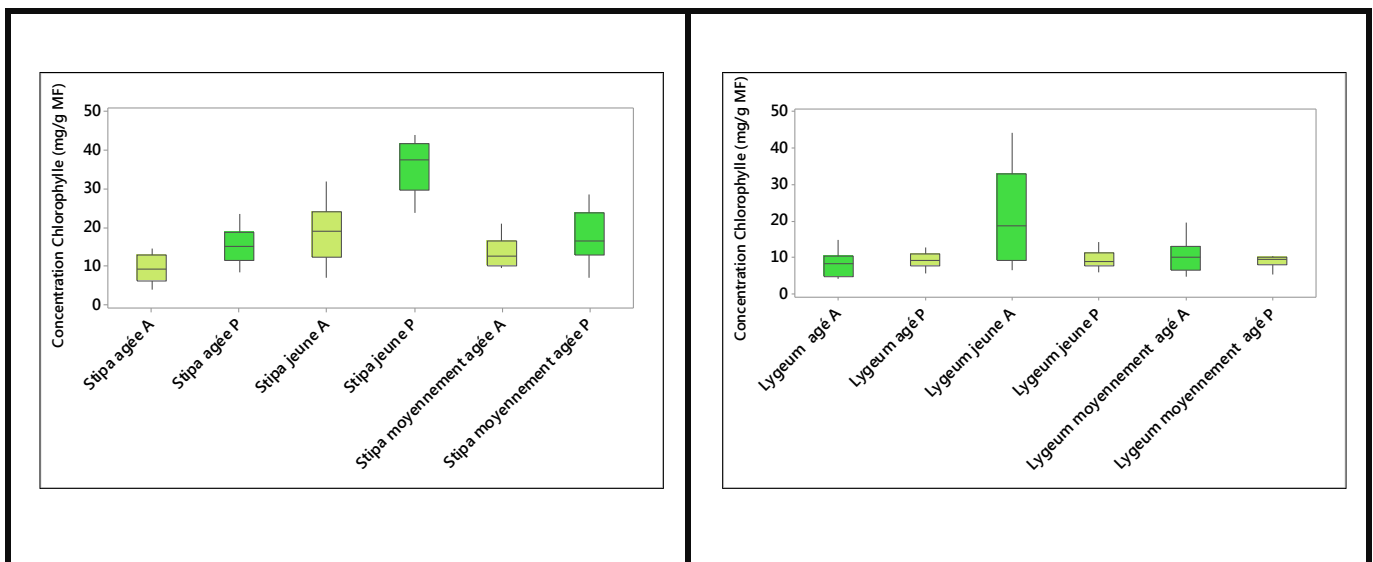 Concentration Chlorophylle (mg/g MF)
50
40
30
20
10
0
Stipa agée A
Stipa agée P
Stipa jeune A
Stipa jeune P
Stipa moyennement agée A
Stipa moyennement agée P
Concentration Chlorophylle (mg/g MF)
50
40
30
20
10
0
Lygeum agé A
Lygeum agé P
Lygeum jeune A
Lygeum jeune P
Lygeum moyennement agé A
Lygeum moyennement agé P